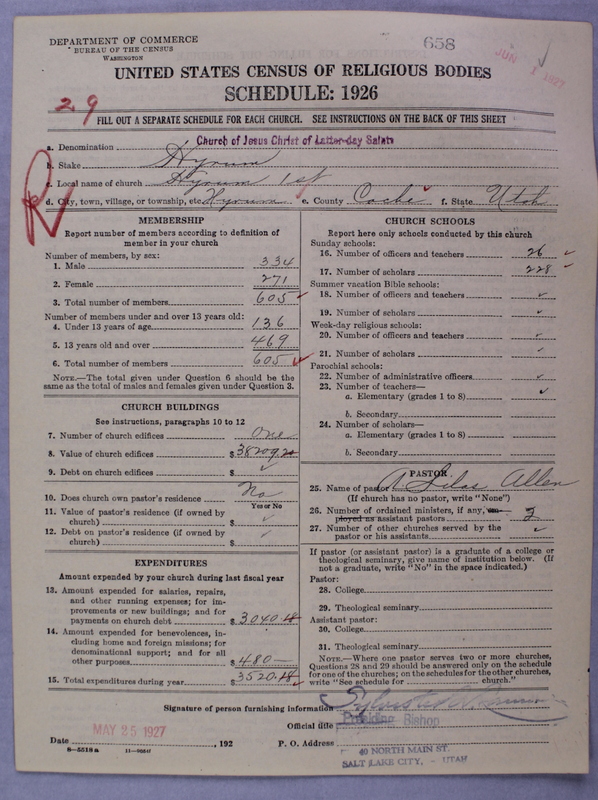 DEPARTMENT OF COMMERCE
BUREAU OF THE CENSUS
WASHINGTON
658
JUN 1 1927
UNITED STATES CENSUS OF RELIGIOUS BODIES
SCHEDULE: 1926
29
FILL OUT A SEPARATE SCHEDULE FOR EACH CHURCH. SEE INSTRUCTIONS ON THE BACK OF THIS SHEET
a. Denomination Church of Jesus Christ of Latter-day Saints
b. Stake Hyrum
c. Local name of church Hyrum 1st
d. City, town, village, or township, etc. Hyrum e. County Cache f. State Utah
R
MEMBERSHIP
Report number of members according to definition of
member in your church
Number of members, by sex:
1. Male 334
2. Female 271
3. Total number of members 605
Number of members under and over 13 years old:
4. Under 13 years of age 136
5. 13 years old and over 469
6. Total number of members 605
NOTE.—The total given under Question 6 should be the
same as the total of males and females given under Question 3.
CHURCH BUILDINGS
See instructions, paragraphs 10 to 12
7. Number of church edifices One
8. Value of church edifices $38209.20
9. Debt on church edifices $
10. Does church own pastor's residence No
Yes or No
11. Value of pastor's residence (if owned by
church) $
12. Debt on pastor's residence (if owned by
church) $
EXPENDITURES
Amount expended by your church during last fiscal year
13. Amount expended for salaries, repairs,
and other running expenses; for im-
provements or new buildings; and for
payments on church debt $3040.18
14. Amount expended for benevolences, in-
cluding home and foreign missions; for
denominational support; and for all
other purposes $480—
15. Total expenditures during year $3520.18
CHURCH SCHOOLS
Report here only schools conducted by this church
Sunday schools:
16. Number of officers and teachers 26
17. Number of scholars 228
Summer vacation Bible schools:
18. Number of officers and teachers
19. Number of scholars
Week-day religious schools:
20. Number of officers and teachers
21. Number of scholars
Parochial schools:
22. Number of administrative officers
23. Number of teachers—
a. Elementary (grades 1 to 8)
b. Secondary
24. Number of scholars—
a. Elementary (grades 1 to 8)
b. Secondary
PASTOR
25. Name of pastor A Silas Allen
(If church has no pastor, write "None")
26. Number of ordained ministers, if any, em-
ployed as assistant pastors 2
27. Number of other churches served by the
pastor or his assistants
If pastor (or assistant pastor) is a graduate of a college or
theological seminary, give name of institution below. (If
not a graduate, write "No" in the space indicated.)
Pastor:
28. College
29. Theological seminary
Assistant pastor:
30. College
31. Theological seminary
NOTE.—Where one pastor serves two or more churches,
Questions 28 and 29 should be answered only on the schedule
for one of the churches; on the schedules for the other churches,
write "See schedule for church."
Signature of person furnishing information Sylvester Q.
Official title Presiding Bishop
MAY 25 1927
Date , 192 P. O. Address 40 NORTH MAIN ST.
SALT LAKE CITY, - UTAH
8—5518a